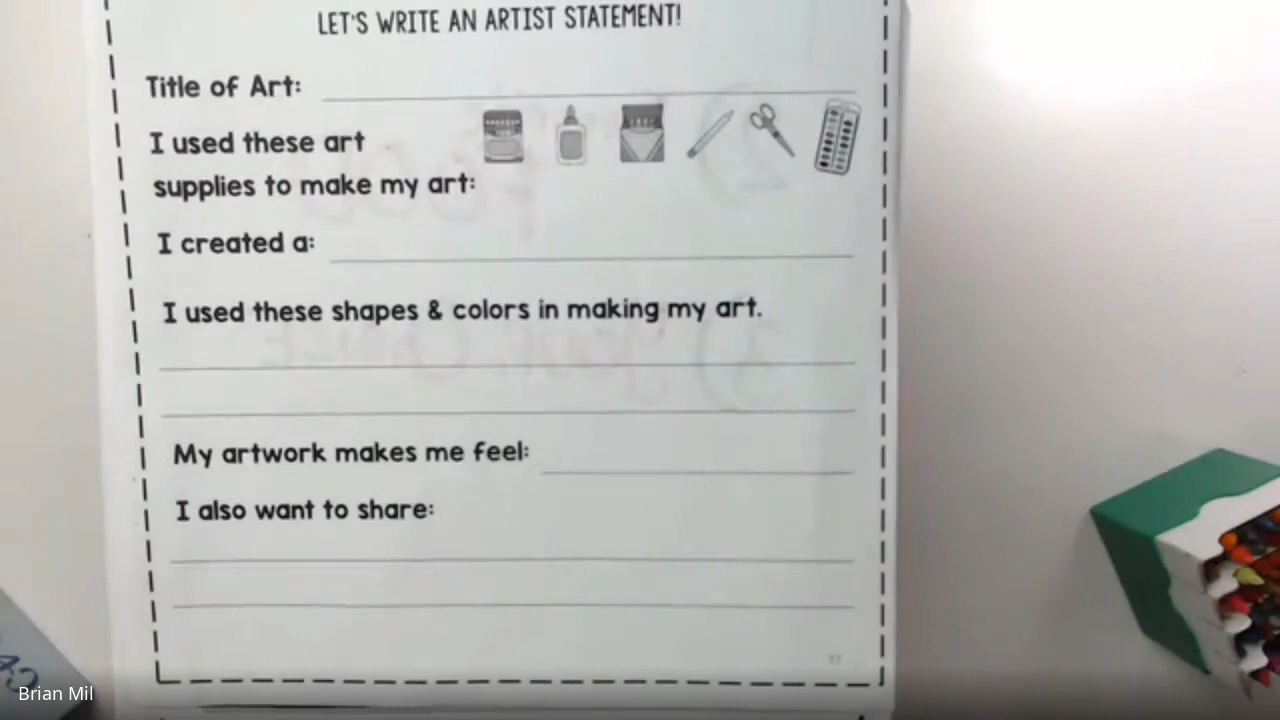 LET'S WRITE AN ARTIST STATEMENT!
Title of Art:
I used these art
supplies to make my art:
I created a:
I used these shapes & colors in making my art.
My artwork makes me feel:
I also want to share:
Brian Mil